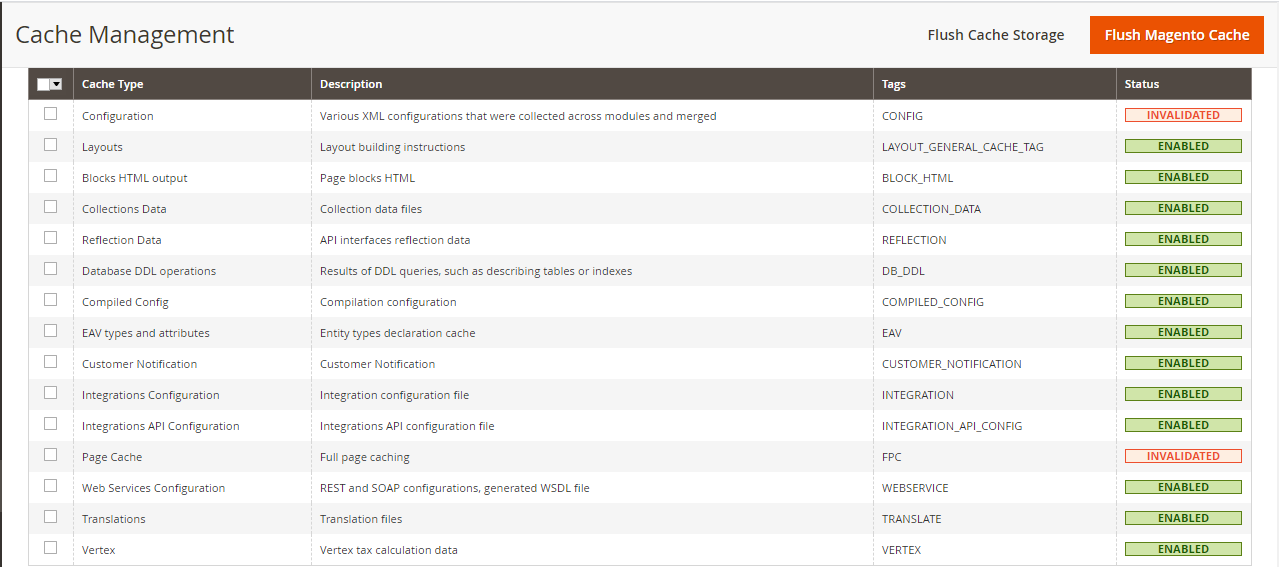 Cache Management
Flush Cache Storage
Flush Magento Cache
Cache Type Description Tags Status
Configuration Various XML configurations that were collected across modules and merged CONFIG INVALIDATED
Layouts Layout building instructions LAYOUT_GENERAL_CACHE_TAG ENABLED
Blocks HTML output Page blocks HTML BLOCK_HTML ENABLED
Collections Data Collection data files COLLECTION_DATA ENABLED
Reflection Data API interfaces reflection data REFLECTION ENABLED
Database DDL operations Results of DDL queries, such as describing tables or indexes DB_DDL ENABLED
Compiled Config Compilation configuration COMPILED_CONFIG ENABLED
EAV types and attributes Entity types declaration cache EAV ENABLED
Customer Notification Customer Notification CUSTOMER_NOTIFICATION ENABLED
Integrations Configuration Integration configuration file INTEGRATION ENABLED
Integrations API Configuration Integrations API configuration file INTEGRATION_API_CONFIG ENABLED
Page Cache Full page caching FPC INVALIDATED
Web Services Configuration REST and SOAP configurations, generated WSDL file WEBSERVICE ENABLED
Translations Translation files TRANSLATE ENABLED
Vertex Vertex tax calculation data VERTEX ENABLED